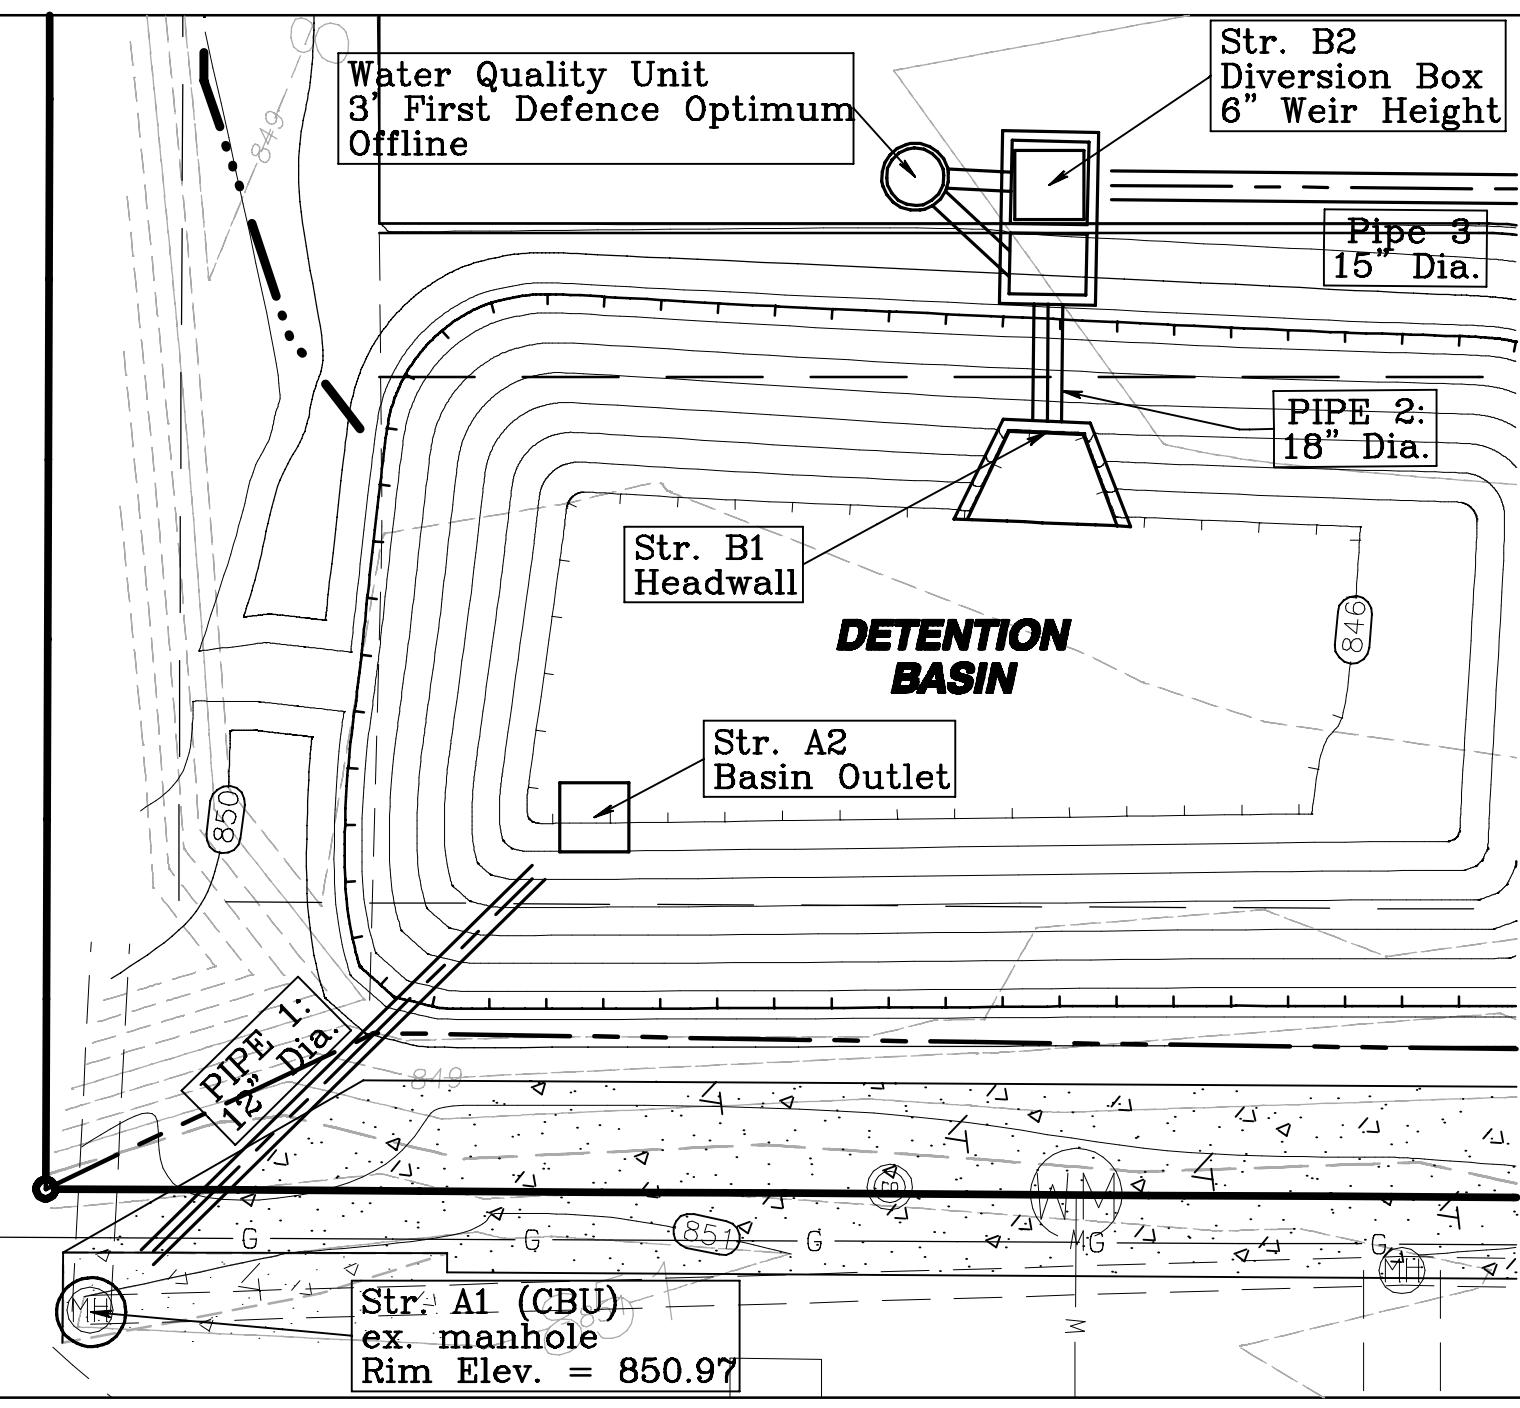 Str. B2
Diversion Box
6" Weir Height
Water Quality Unit
3' First Defence Optimum
Offline
849
Pipe 3
15" Dia.
PIPE 2:
18" Dia.
Str. B1
Headwall
846
DETENTION
BASIN
Str. A2
Basin Outlet
850
PIPE 1:
12" Dia.
849
WM
851
G
G
G
MG
G
MH
MH
851
Str. A1 (CBU)
ex. manhole
Rim Elev. = 850.97
W